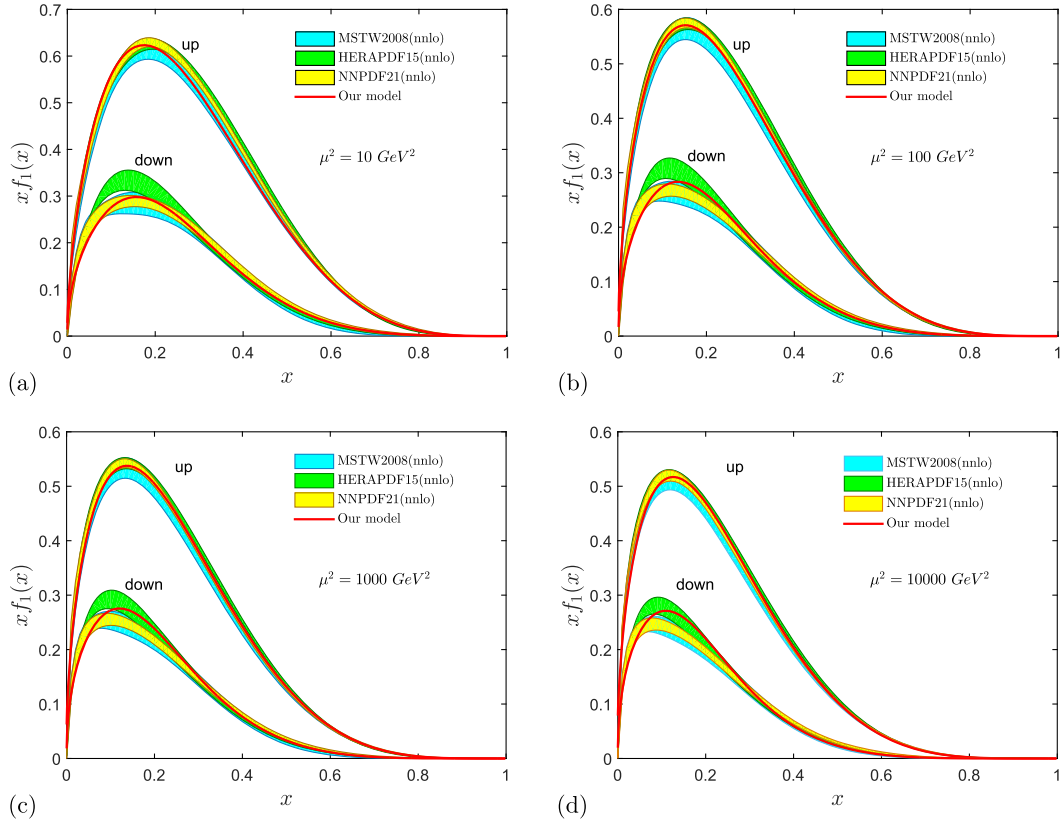 0.7
0.6
0.5
0.4
0.3
0.2
0.1
0
xf₁(x)
up
down
MSTW2008(nnlo)
HERAPDF15(nnlo)
NNPDF21(nnlo)
Our model
μ² = 10 GeV²
0 0.2 0.4 0.6 0.8 1
x
(a)
0.6
0.5
0.4
0.3
0.2
0.1
0
xf₁(x)
up
down
MSTW2008(nnlo)
HERAPDF15(nnlo)
NNPDF21(nnlo)
Our model
μ² = 100 GeV²
0 0.2 0.4 0.6 0.8 1
x
(b)
0.6
0.5
0.4
0.3
0.2
0.1
0
xf₁(x)
up
down
MSTW2008(nnlo)
HERAPDF15(nnlo)
NNPDF21(nnlo)
Our model
μ² = 1000 GeV²
0 0.2 0.4 0.6 0.8 1
x
(c)
0.6
0.5
0.4
0.3
0.2
0.1
0
xf₁(x)
up
down
MSTW2008(nnlo)
HERAPDF15(nnlo)
NNPDF21(nnlo)
Our model
μ² = 10000 GeV²
0 0.2 0.4 0.6 0.8 1
x
(d)